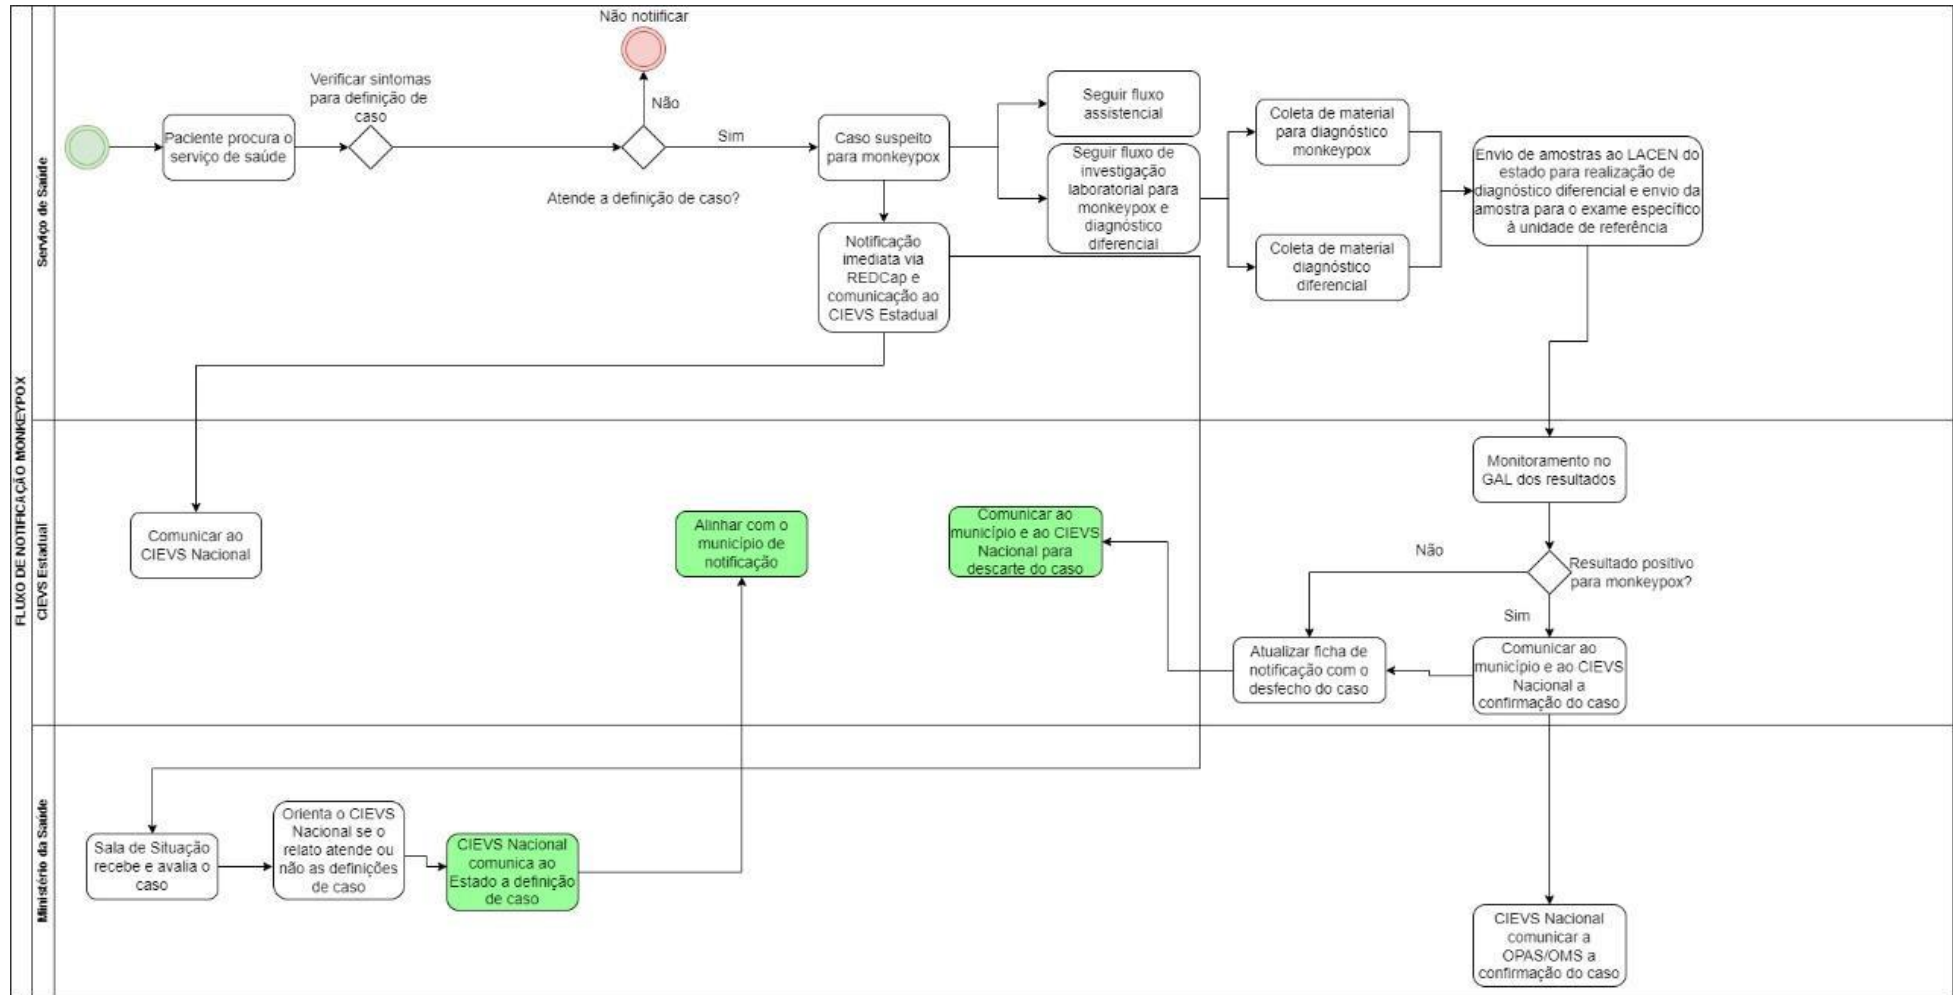 FLUXO DE NOTIFICAÇÃO MONKEYPOX
Serviço de Saúde
Não notiificar
Verificar sintomas
para definição de
caso
Paciente procura o
serviço de saúde
Não
Sim
Atende a definição de caso?
Caso suspeito
para monkeypox
Notificação
imediata via
REDCap e
comunicação ao
CIEVS Estadual
Seguir fluxo
assistencial
Seguir fluxo de
investigação
laboratorial para
monkeypox e
diagnóstico
diferencial
Coleta de material
para diagnóstico
monkeypox
Coleta de material
diagnóstico
diferencial
Envio de amostras ao LACEN do
estado para realização de
diagnóstico diferencial e envio da
amostra para o exame específico
à unidade de referência
CIEVS Estadual
Comunicar ao
CIEVS Nacional
Alinhar com o
município de
notificação
Comunicar ao
município e ao CIEVS
Nacional para
descarte do caso
Monitoramento no
GAL dos resultados
Não
Resultado positivo
para monkeypox?
Sim
Atualizar ficha de
notificação com o
desfecho do caso
Comunicar ao
município e ao CIEVS
Nacional a
confirmação do caso
Ministério da Saúde
Sala de Situação
recebe e avalia o
caso
Orienta o CIEVS
Nacional se o
relato atende ou
não as definições
de caso
CIEVS Nacional
comunica ao
Estado a definição
de caso
CIEVS Nacional
comunicar a
OPAS/OMS a
confirmação do caso